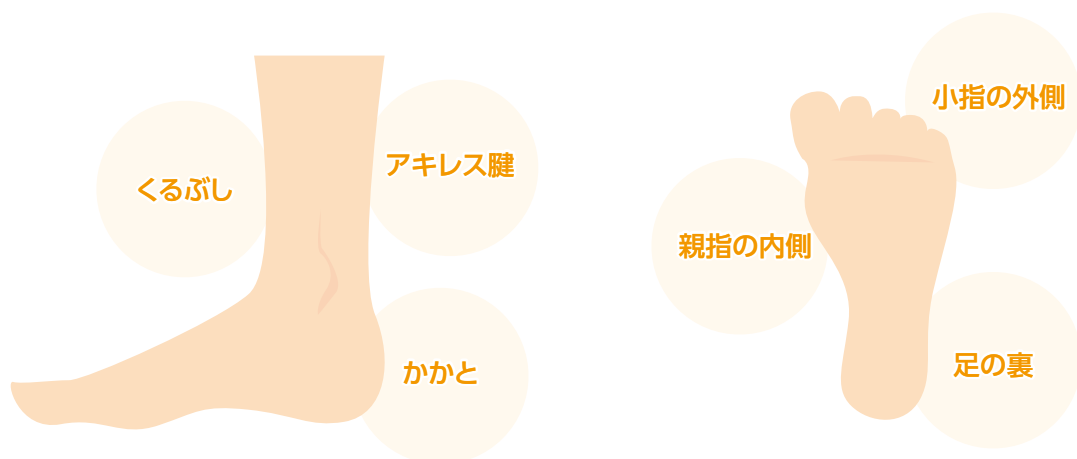 くるぶし
アキレス腱
かかと
小指の外側
親指の内側
足の裏